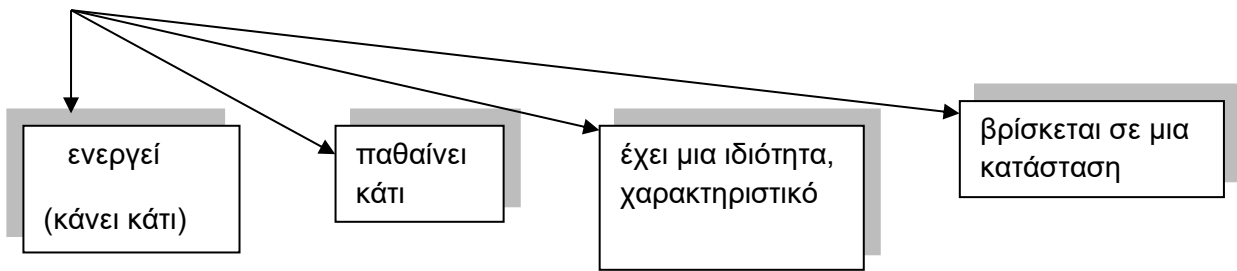 ενεργεί
(κάνει κάτι)
παθαίνει
κάτι
έχει μια ιδιότητα,
χαρακτηριστικό
βρίσκεται σε μια
κατάσταση